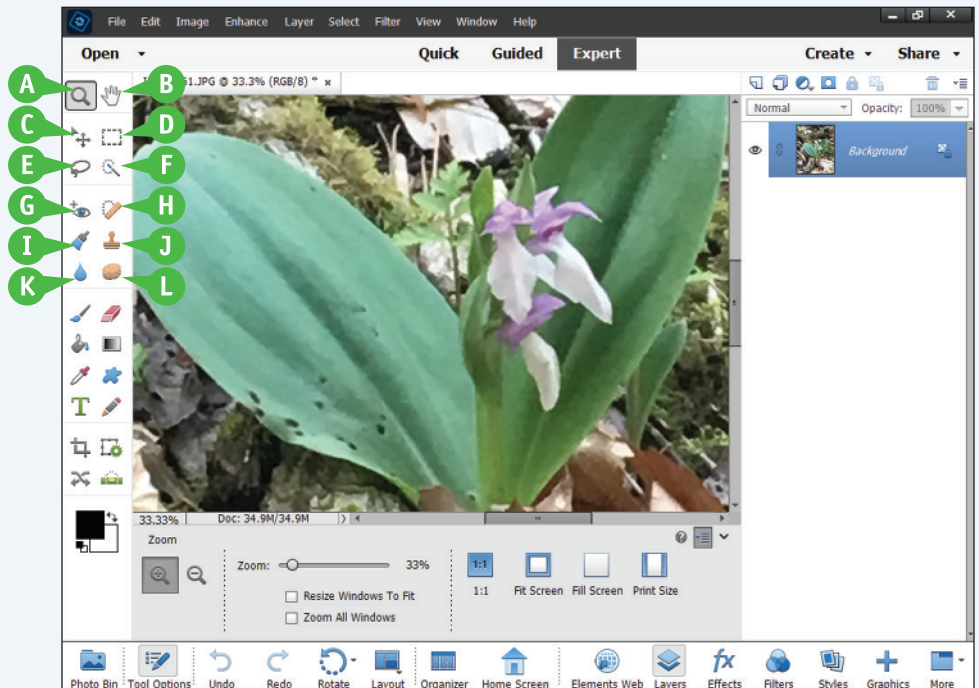 File Edit Image Enhance Layer Select Filter View Window Help
Open Quick Guided Expert Create Share
A B
51.JPG @ 33.3% (RGB/8) * x
C D
E F
G H
I J
K L
T
Normal Opacity: 100%
Background
33.33% Doc: 34.9M/34.9M
Zoom
Zoom: 33%
Resize Windows To Fit
Zoom All Windows
1:1
1:1 Fit Screen Fill Screen Print Size
Photo Bin Tool Options Undo Redo Rotate Layout Organizer Home Screen Elements Web Layers fx Effects Filters Styles Graphics More